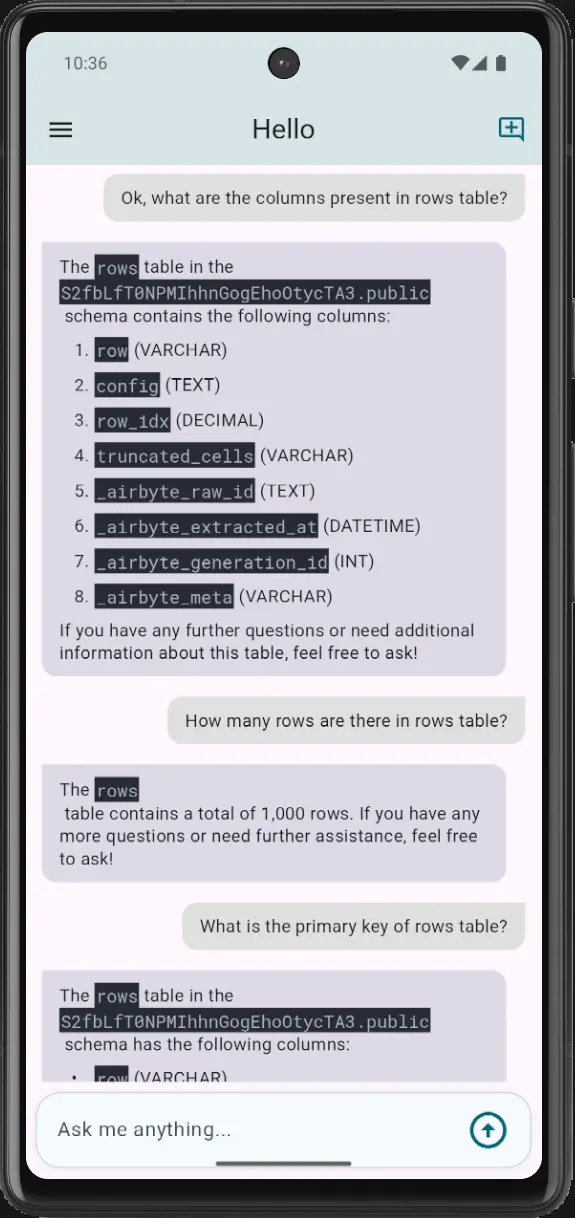 10:36
Hello
Ok, what are the columns present in rows table?
The rows table in the
S2fbLfT0NPMIhhnGogEhoOtycTA3.public
schema contains the following columns:
1. row (VARCHAR)
2. config (TEXT)
3. row_idx (DECIMAL)
4. truncated_cells (VARCHAR)
5. _airbyte_raw_id (TEXT)
6. _airbyte_extracted_at (DATETIME)
7. _airbyte_generation_id (INT)
8. _airbyte_meta (VARCHAR)
If you have any further questions or need additional
information about this table, feel free to ask!
How many rows are there in rows table?
The rows
table contains a total of 1,000 rows. If you have any
more questions or need further assistance, feel free
to ask!
What is the primary key of rows table?
The rows table in the
S2fbLfT0NPMIhhnGogEhoOtycTA3.public
schema has the following columns:
• row (VARCHAR)
Ask me anything...